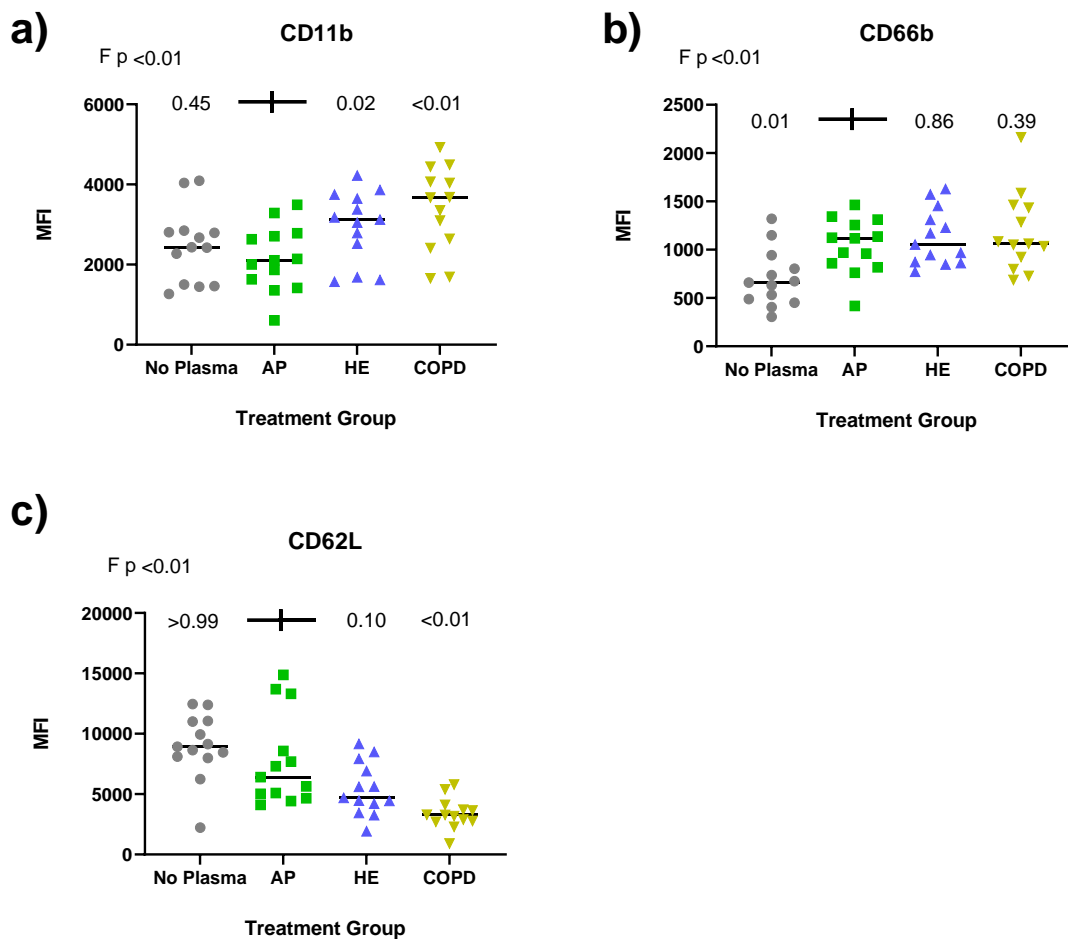 a)
CD11b
F p <0.01
0.45 0.02 <0.01
6000
4000
2000
0
MFI
No Plasma AP HE COPD
Treatment Group
b)
CD66b
F p <0.01
0.01 0.86 0.39
2500
2000
1500
1000
500
0
MFI
No Plasma AP HE COPD
Treatment Group
c)
CD62L
F p <0.01
>0.99 0.10 <0.01
20000
15000
10000
5000
0
MFI
No Plasma AP HE COPD
Treatment Group